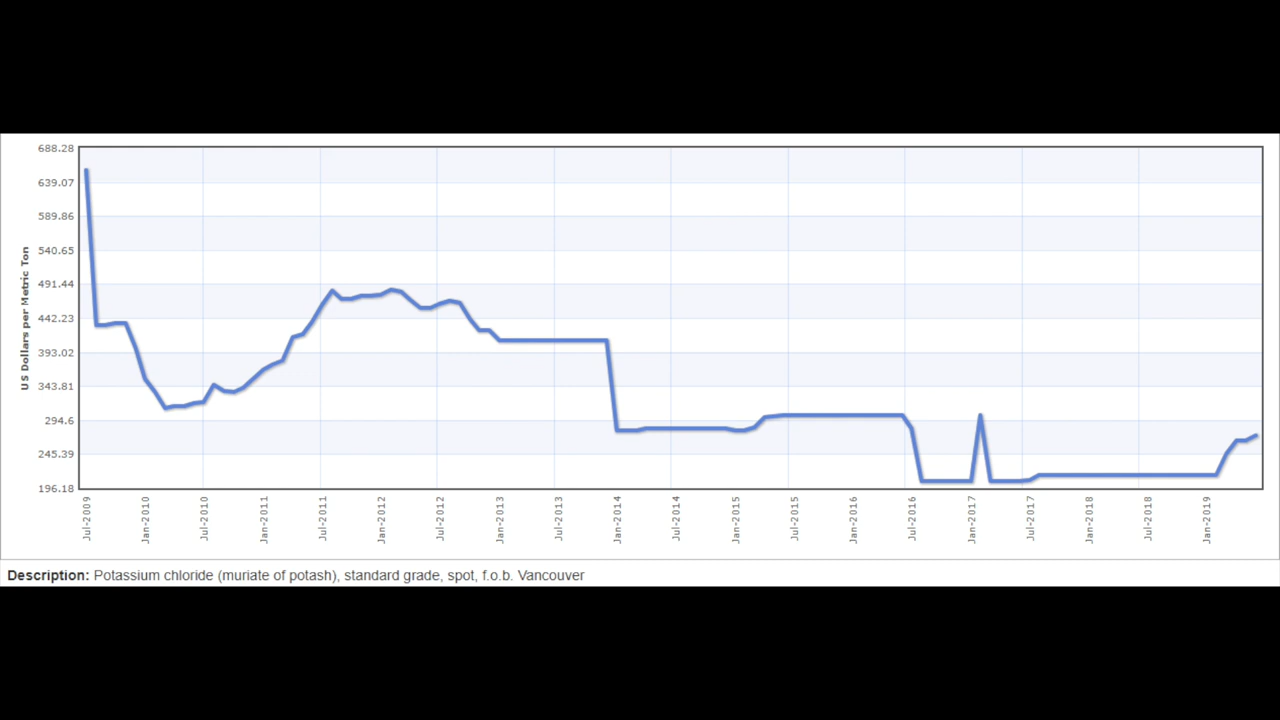 688.28
639.07
589.86
540.65
491.44
442.23
393.02
343.81
294.6
245.39
196.18
US Dollars per Metric Ton
Jul-2009
Jan-2010
Jul-2010
Jan-2011
Jul-2011
Jan-2012
Jul-2012
Jan-2013
Jul-2013
Jan-2014
Jul-2014
Jan-2015
Jul-2015
Jan-2016
Jul-2016
Jan-2017
Jul-2017
Jan-2018
Jul-2018
Jan-2019
Description: Potassium chloride (muriate of potash), standard grade, spot, f.o.b. Vancouver